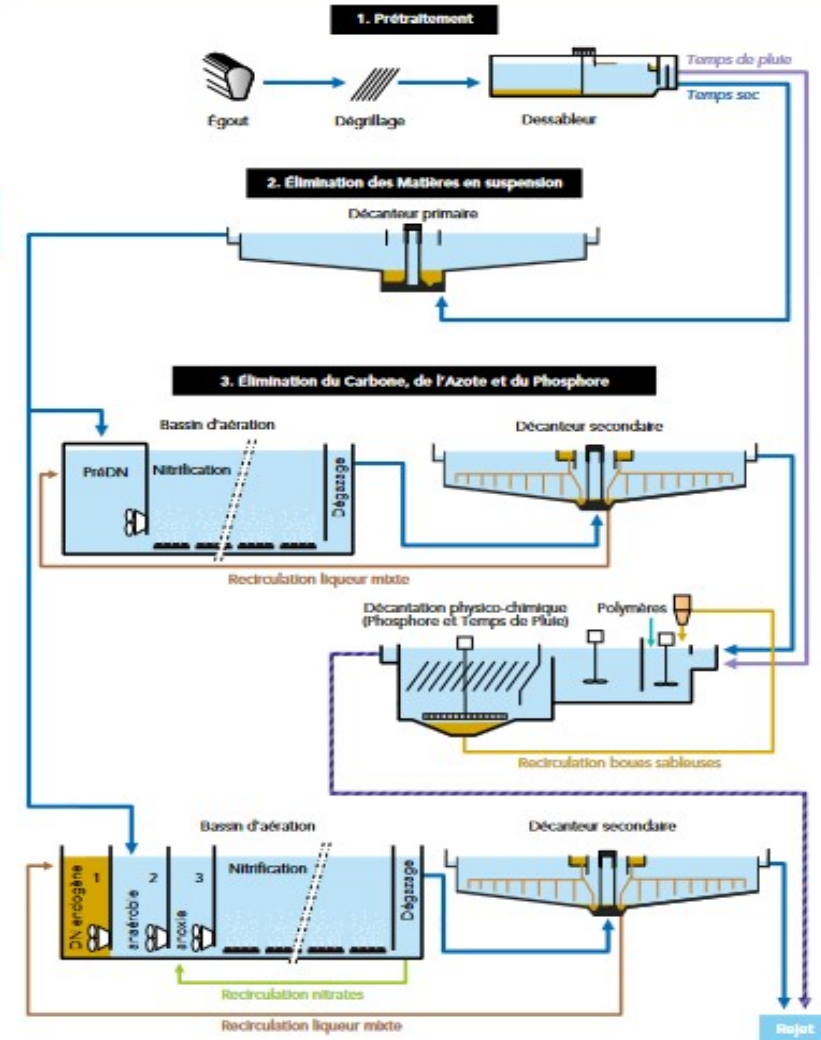 1. Prétraitement
Temps de pluie
Temps sec
Égout
Dégrillage
Dessableur
2. Élimination des Matières en suspension
Décanteur primaire
3. Élimination du Carbone, de l'Azote et du Phosphore
Bassin d'aération
Décanteur secondaire
PréDN
Nitrification
Dégazage
Recirculation liqueur mixte
Décantation physico-chimique
(Phosphore et Temps de Pluie)
Polymères
Recirculation boues sableuses
Bassin d'aération
Décanteur secondaire
DN endogène
1
anaérobie
2
anoxie
3
Nitrification
Dégazage
Recirculation nitrates
Recirculation liqueur mixte
Rejet